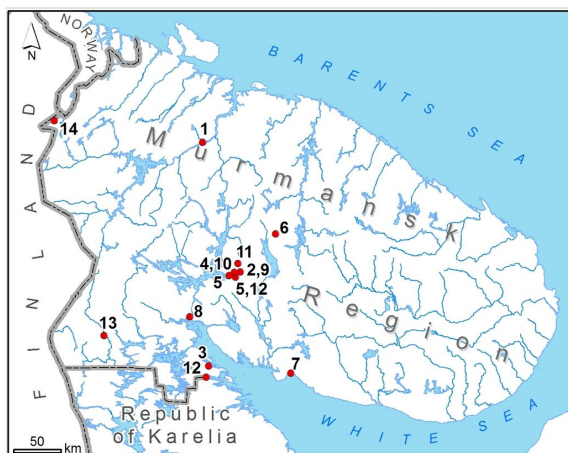 NORWAY
N
BARENTS SEA
14
1
Murmansk
FINLAND
6
11
4,10
2,9
5
5,12
Region
8
13
3
12
7
Republic
of Karelia
WHITE SEA
50
km